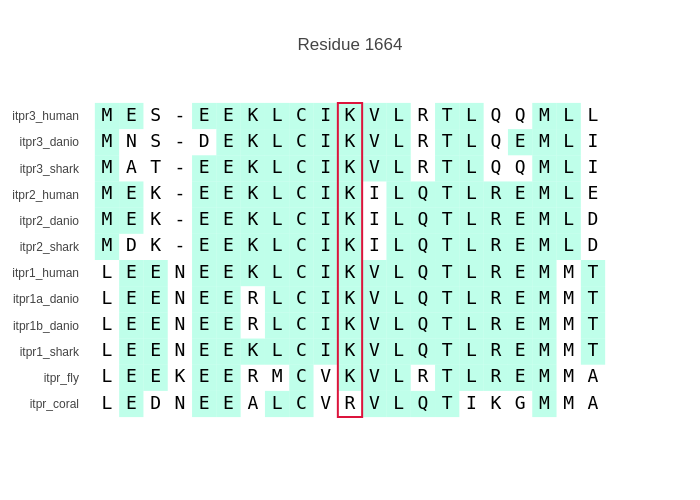 Residue 1664
itpr3_human M E S - E E K L C I K V L R T L Q Q M L L
itpr3_danio M N S - D E K L C I K V L R T L Q E M L I
itpr3_shark M A T - E E K L C I K V L R T L Q Q M L I
itpr2_human M E K - E E K L C I K I L Q T L R E M L E
itpr2_danio M E K - E E K L C I K I L Q T L R E M L D
itpr2_shark M D K - E E K L C I K I L Q T L R E M L D
itpr1_human L E E N E E K L C I K V L Q T L R E M M T
itpr1a_danio L E E N E E R L C I K V L Q T L R E M M T
itpr1b_danio L E E N E E R L C I K V L Q T L R E M M T
itpr1_shark L E E N E E K L C I K V L Q T L R E M M T
itpr_fly L E E K E E R M C V K V L R T L R E M M A
itpr_coral L E D N E E A L C V R V L Q T I K G M M A